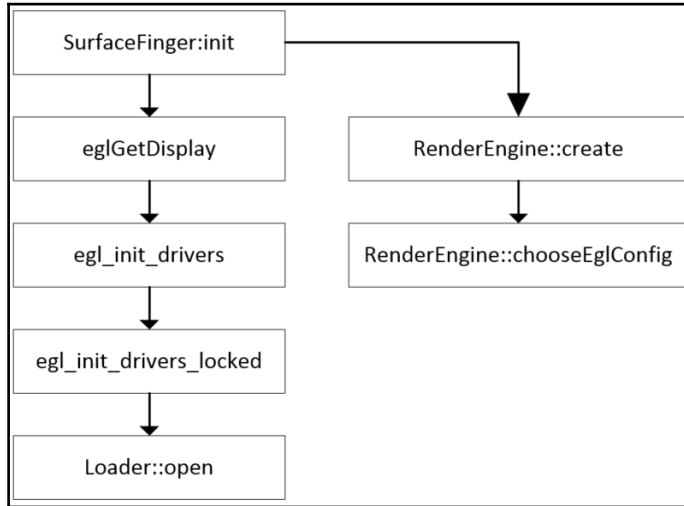 SurfaceFinger:init
eglGetDisplay
RenderEngine::create
egl_init_drivers
RenderEngine::chooseEglConfig
egl_init_drivers_locked
Loader::open